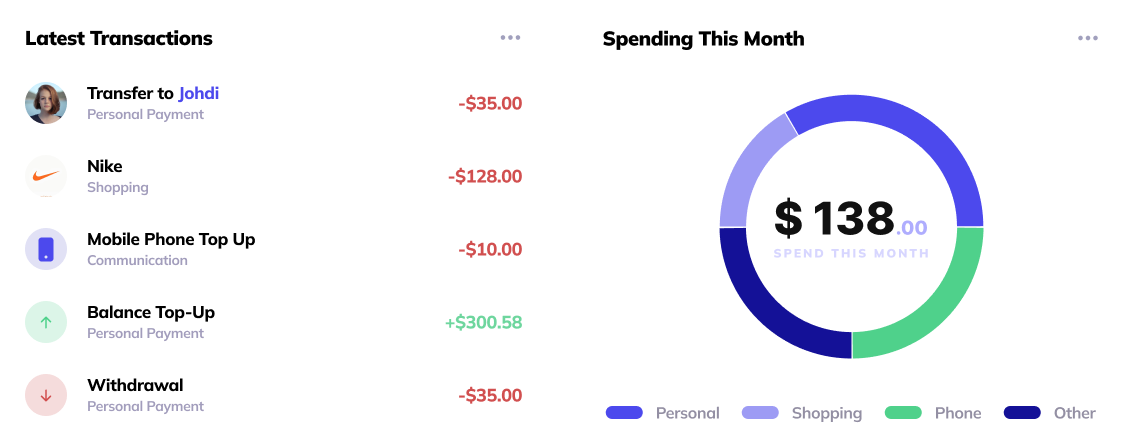 Latest Transactions
Transfer to Johdi
Personal Payment
-$35.00
Nike
Shopping
-$128.00
Mobile Phone Top Up
Communication
-$10.00
Balance Top-Up
Personal Payment
+$300.58
Withdrawal
Personal Payment
-$35.00
Spending This Month
$ 138.00
SPEND THIS MONTH
Personal Shopping Phone Other